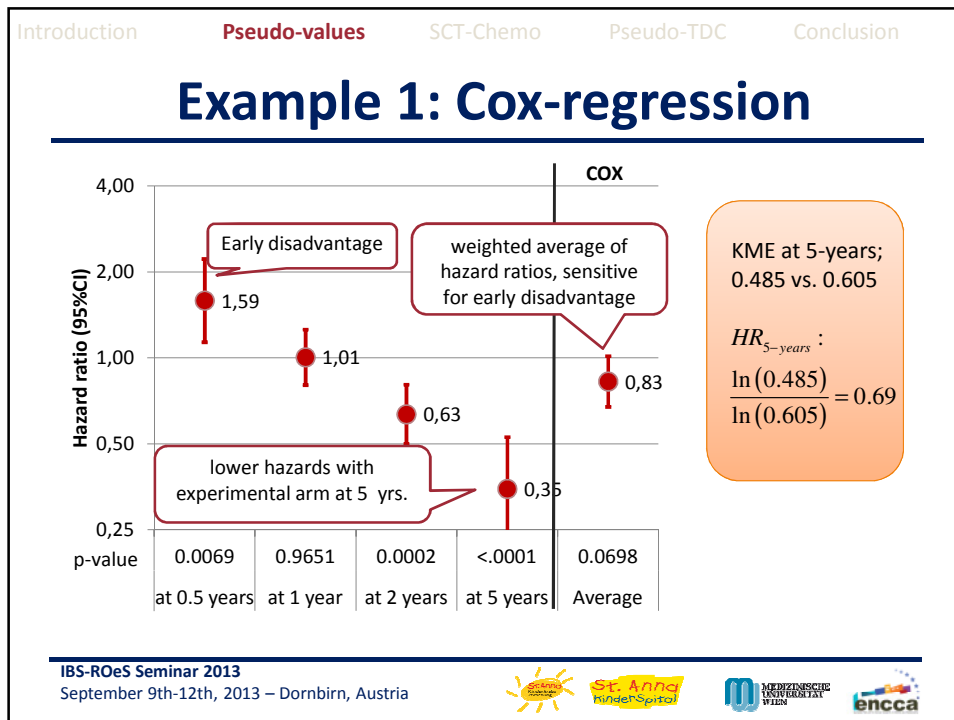 Introduction Pseudo-values SCT-Chemo Pseudo-TDC Conclusion
Example 1: Cox-regression
COX
Hazard ratio (95%CI)
4,00
2,00
1,00
0,50
0,25
Early disadvantage
weighted average of
hazard ratios, sensitive
for early disadvantage
lower hazards with
experimental arm at 5 yrs.
1,59
1,01
0,63
0,35
0,83
p-value 0.0069 0.9651 0.0002 <.0001 0.0698
at 0.5 years at 1 year at 2 years at 5 years Average
KME at 5-years;
0.485 vs. 0.605
HR5-years :
ln(0.485)
ln(0.605) = 0.69
IBS-ROeS Seminar 2013
September 9th-12th, 2013 – Dornbirn, Austria
St. Anna
St. Anna
Kinderspital
MEDIZINISCHE
UNIVERSITÄT
WIEN
encca